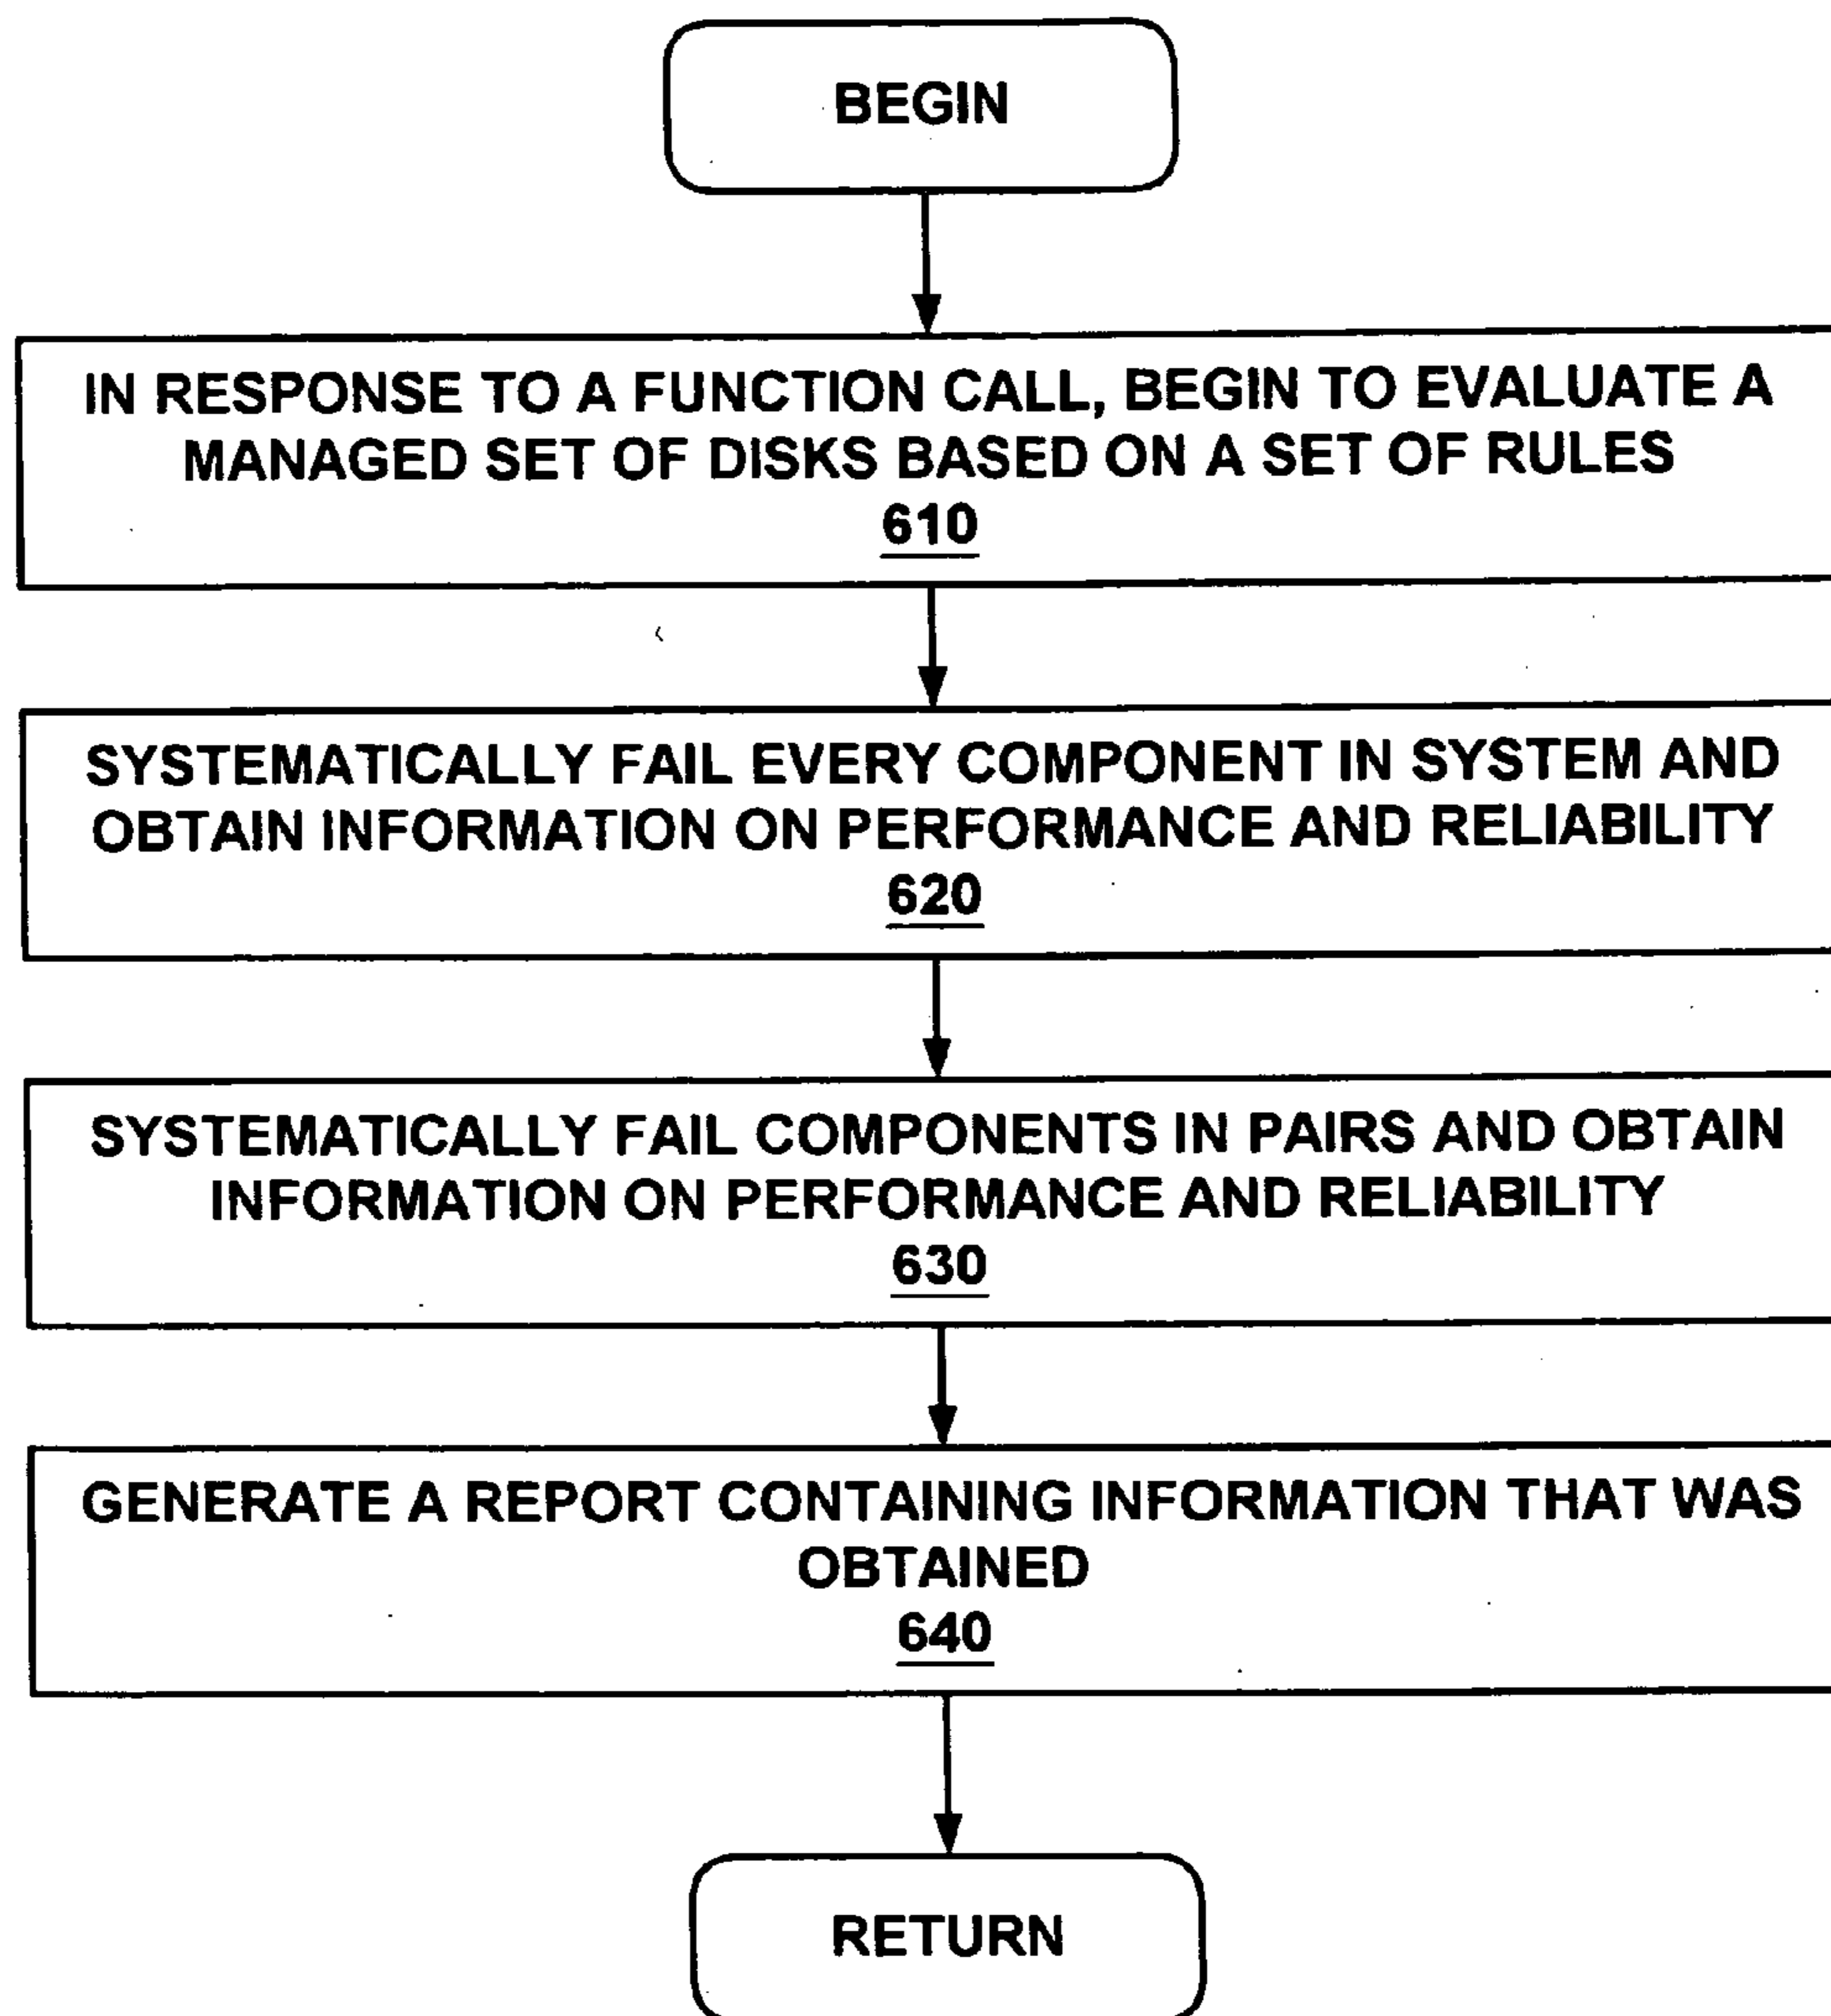 BEGIN
IN RESPONSE TO A FUNCTION CALL, BEGIN TO EVALUATE A
MANAGED SET OF DISKS BASED ON A SET OF RULES
610
SYSTEMATICALLY FAIL EVERY COMPONENT IN SYSTEM AND
OBTAIN INFORMATION ON PERFORMANCE AND RELIABILITY
620
SYSTEMATICALLY FAIL COMPONENTS IN PAIRS AND OBTAIN
INFORMATION ON PERFORMANCE AND RELIABILITY
630
GENERATE A REPORT CONTAINING INFORMATION THAT WAS
OBTAINED
640
RETURN